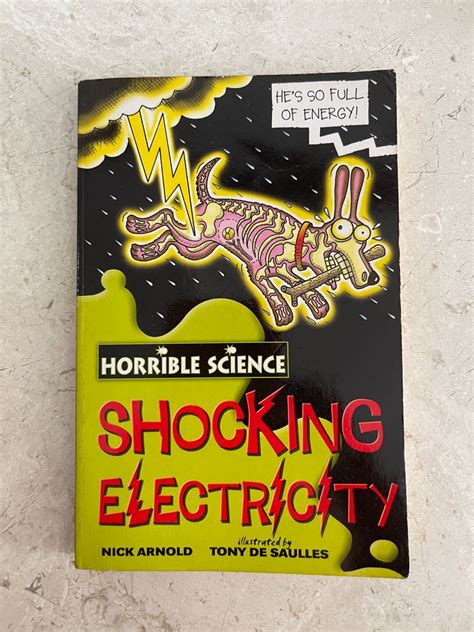 HE'S SO FULL
OF ENERGY!
HORRIBLE SCIENCE
SHOCKING
ELECTRICITY
NICK ARNOLD illustrated by TONY DE SAULLES